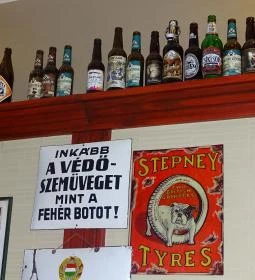 INKÁBB
A VÉDŐ-
SZEMÜVEGET
MINT A
FEHÉR BOTOT!
STEPNEY
TYRES